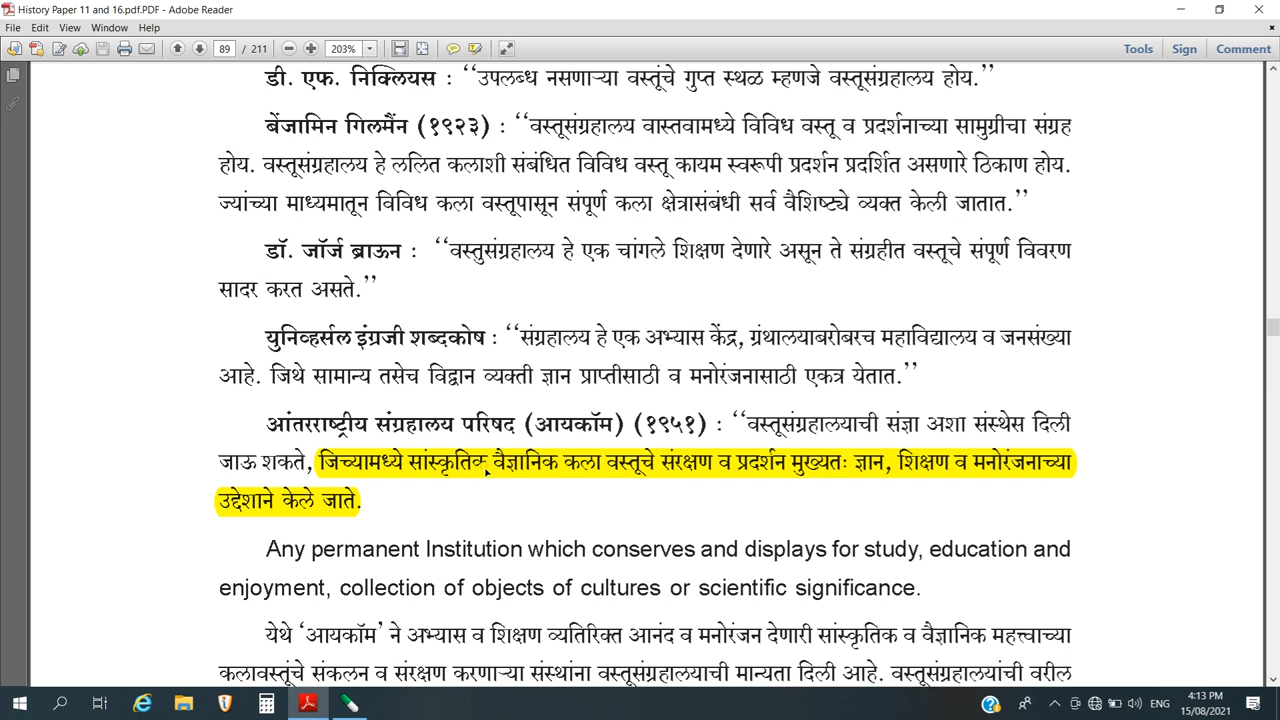 History Paper 11 and 16.pdf.PDF - Adobe Reader
File Edit View Window Help
89 / 211 203% Tools Sign Comment
डी. एफ. निक्लियस : ‘‘उपलब्ध नसणाऱ्या वस्तूंचे गुप्त स्थळ म्हणजे वस्तूसंग्रहालय होय.’’
बेंजामिन गिलमैंन (१९२३) : ‘‘वस्तूसंग्रहालय वास्तवामध्ये विविध वस्तू व प्रदर्शनाच्या सामुग्रीचा संग्रह
होय. वस्तूसंग्रहालय हे ललित कलाशी संबंधित विविध वस्तू कायम स्वरूपी प्रदर्शन प्रदर्शित असणारे ठिकाण होय.
ज्यांच्या माध्यमातून विविध कला वस्तूपासून संपूर्ण कला क्षेत्रासंबंधी सर्व वैशिष्ट्ये व्यक्त केली जातात.’’
डॉ. जॉर्ज ब्राऊन : ‘‘वस्तुसंग्रहालय हे एक चांगले शिक्षण देणारे असून ते संग्रहीत वस्तूचे संपूर्ण विवरण
सादर करत असते.’’
युनिव्हर्सल इंग्रजी शब्दकोष : ‘‘संग्रहालय हे एक अभ्यास केंद्र, ग्रंथालयाबरोबरच महाविद्यालय व जनसंख्या
आहे. जिथे सामान्य तसेच विद्वान व्यक्ती ज्ञान प्राप्तीसाठी व मनोरंजनासाठी एकत्र येतात.’’
आंतरराष्ट्रीय संग्रहालय परिषद (आयकॉम) (१९५१) : ‘‘वस्तूसंग्रहालयाची संज्ञा अशा संस्थेस दिली
जाऊ शकते, जिच्यामध्ये सांस्कृतिक वैज्ञानिक कला वस्तूचे संरक्षण व प्रदर्शन मुख्यतः ज्ञान, शिक्षण व मनोरंजनाच्या
उद्देशाने केले जाते.
Any permanent Institution which conserves and displays for study, education and
enjoyment, collection of objects of cultures or scientific significance.
येथे ‘आयकॉम’ ने अभ्यास व शिक्षण व्यतिरिक्त आनंद व मनोरंजन देणारी सांस्कृतिक व वैज्ञानिक महत्त्वाच्या
कलावस्तूंचे संकलन व संरक्षण करणाऱ्या संस्थांना वस्तूसंग्रहालयाची मान्यता दिली आहे. वस्तूसंग्रहालयांची वरील
ENG
4:13 PM
15/08/2021